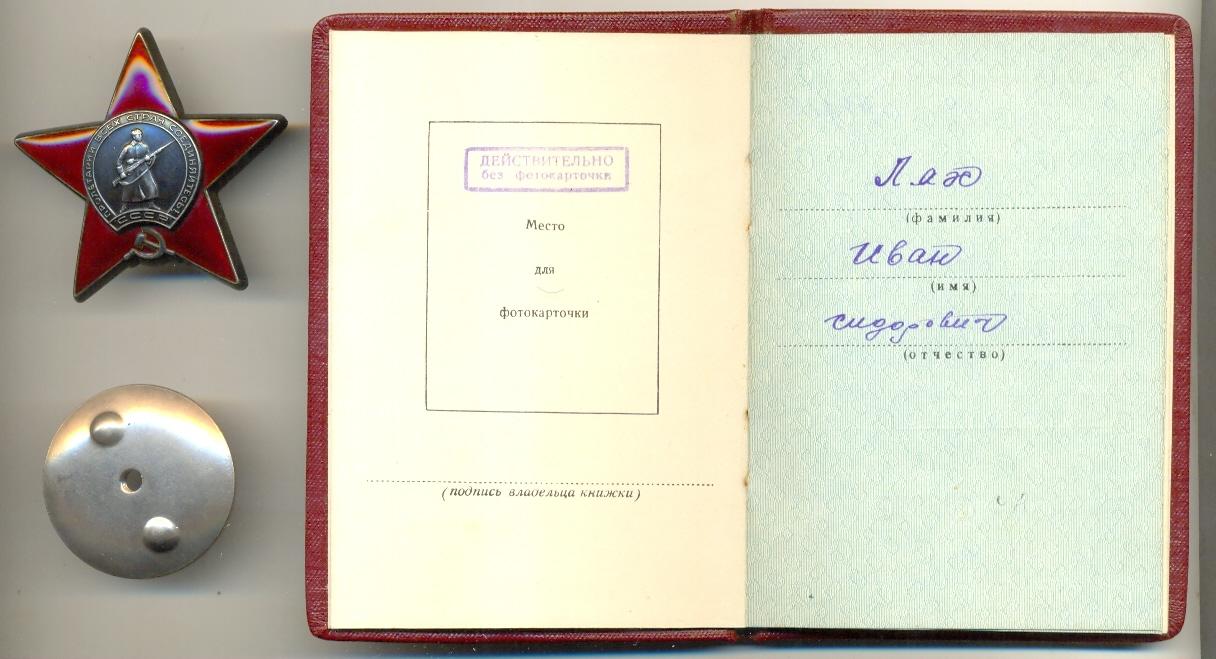 ПРОЛЕТАРИИ ВСЕХ СТРАН СОЕДИНЯЙТЕСЬ!
СССР
ДЕЙСТВИТЕЛЬНО
без фотокарточки
Место
для
фотокарточки
(подпись владельца книжки)
(фамилия)
Иван
(имя)
Сидорович
(отчество)